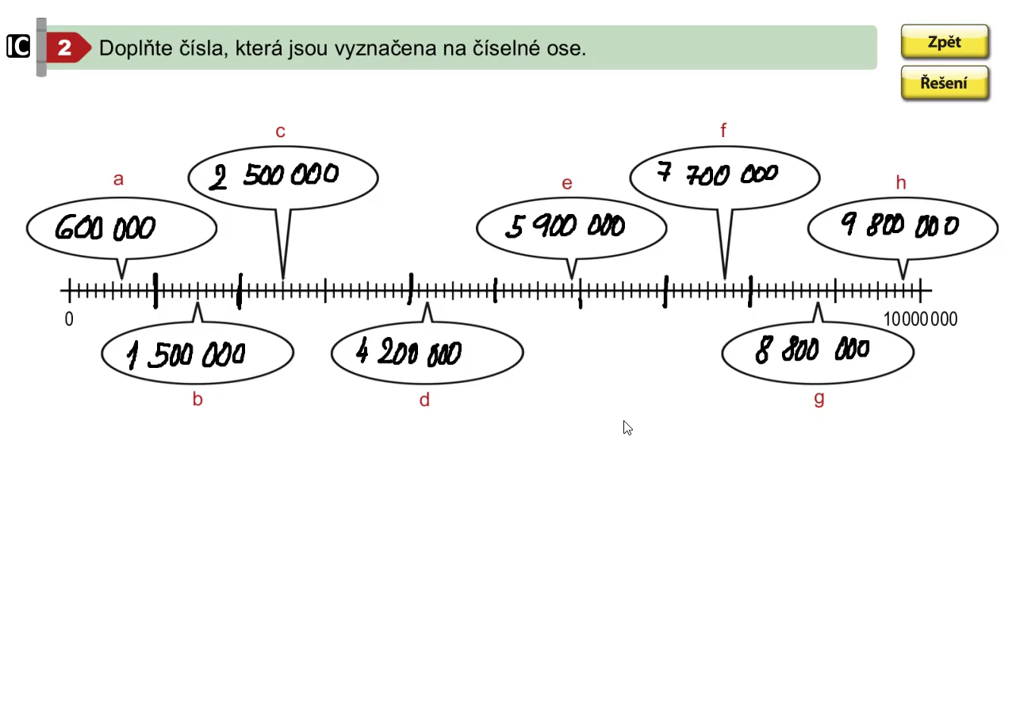 IC
2 Doplňte čísla, která jsou vyznačena na číselné ose.
Zpět
Řešení
c
2 500 000
f
7 700 000
a
600 000
e
5 900 000
h
9 800 000
0
10000000
1 500 000
b
4 200 000
d
8 800 000
g